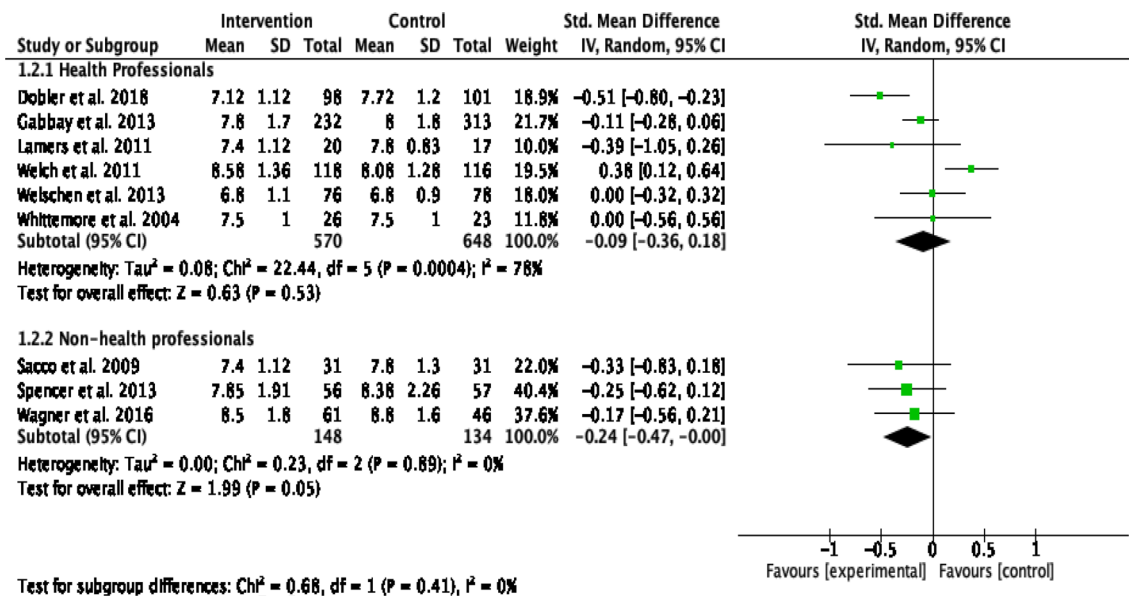 Intervention Control Std. Mean Difference Std. Mean Difference
Study or Subgroup Mean SD Total Mean SD Total Weight IV, Random, 95% CI IV, Random, 95% CI
1.2.1 Health Professionals
Dobler et al. 2018 7.12 1.12 98 7.72 1.2 101 18.9% −0.51 [−0.80, −0.23]
Gabbay et al. 2013 7.8 1.7 232 8 1.8 313 21.7% −0.11 [−0.28, 0.06]
Lamers et al. 2011 7.4 1.12 20 7.8 0.83 17 10.0% −0.39 [−1.05, 0.26]
Welch et al. 2011 8.58 1.36 118 8.08 1.28 116 19.5% 0.38 [0.12, 0.64]
Welschen et al. 2013 6.8 1.1 76 6.8 0.9 78 18.0% 0.00 [−0.32, 0.32]
Whittemore et al. 2004 7.5 1 26 7.5 1 23 11.8% 0.00 [−0.56, 0.56]
Subtotal (95% CI) 570 648 100.0% −0.09 [−0.36, 0.18]
Heterogeneity: Tau² = 0.08; Chi² = 22.44, df = 5 (P = 0.0004); I² = 78%
Test for overall effect: Z = 0.63 (P = 0.53)
1.2.2 Non−health professionals
Sacco et al. 2009 7.4 1.12 31 7.8 1.3 31 22.0% −0.33 [−0.83, 0.18]
Spencer et al. 2013 7.85 1.91 56 8.38 2.26 57 40.4% −0.25 [−0.62, 0.12]
Wagner et al. 2016 8.5 1.8 61 8.8 1.6 46 37.6% −0.17 [−0.56, 0.21]
Subtotal (95% CI) 148 134 100.0% −0.24 [−0.47, −0.00]
Heterogeneity: Tau² = 0.00; Chi² = 0.23, df = 2 (P = 0.89); I² = 0%
Test for overall effect: Z = 1.99 (P = 0.05)
−1 −0.5 0 0.5 1
Favours [experimental] Favours [control]
Test for subgroup differences: Chi² = 0.68, df = 1 (P = 0.41), I² = 0%